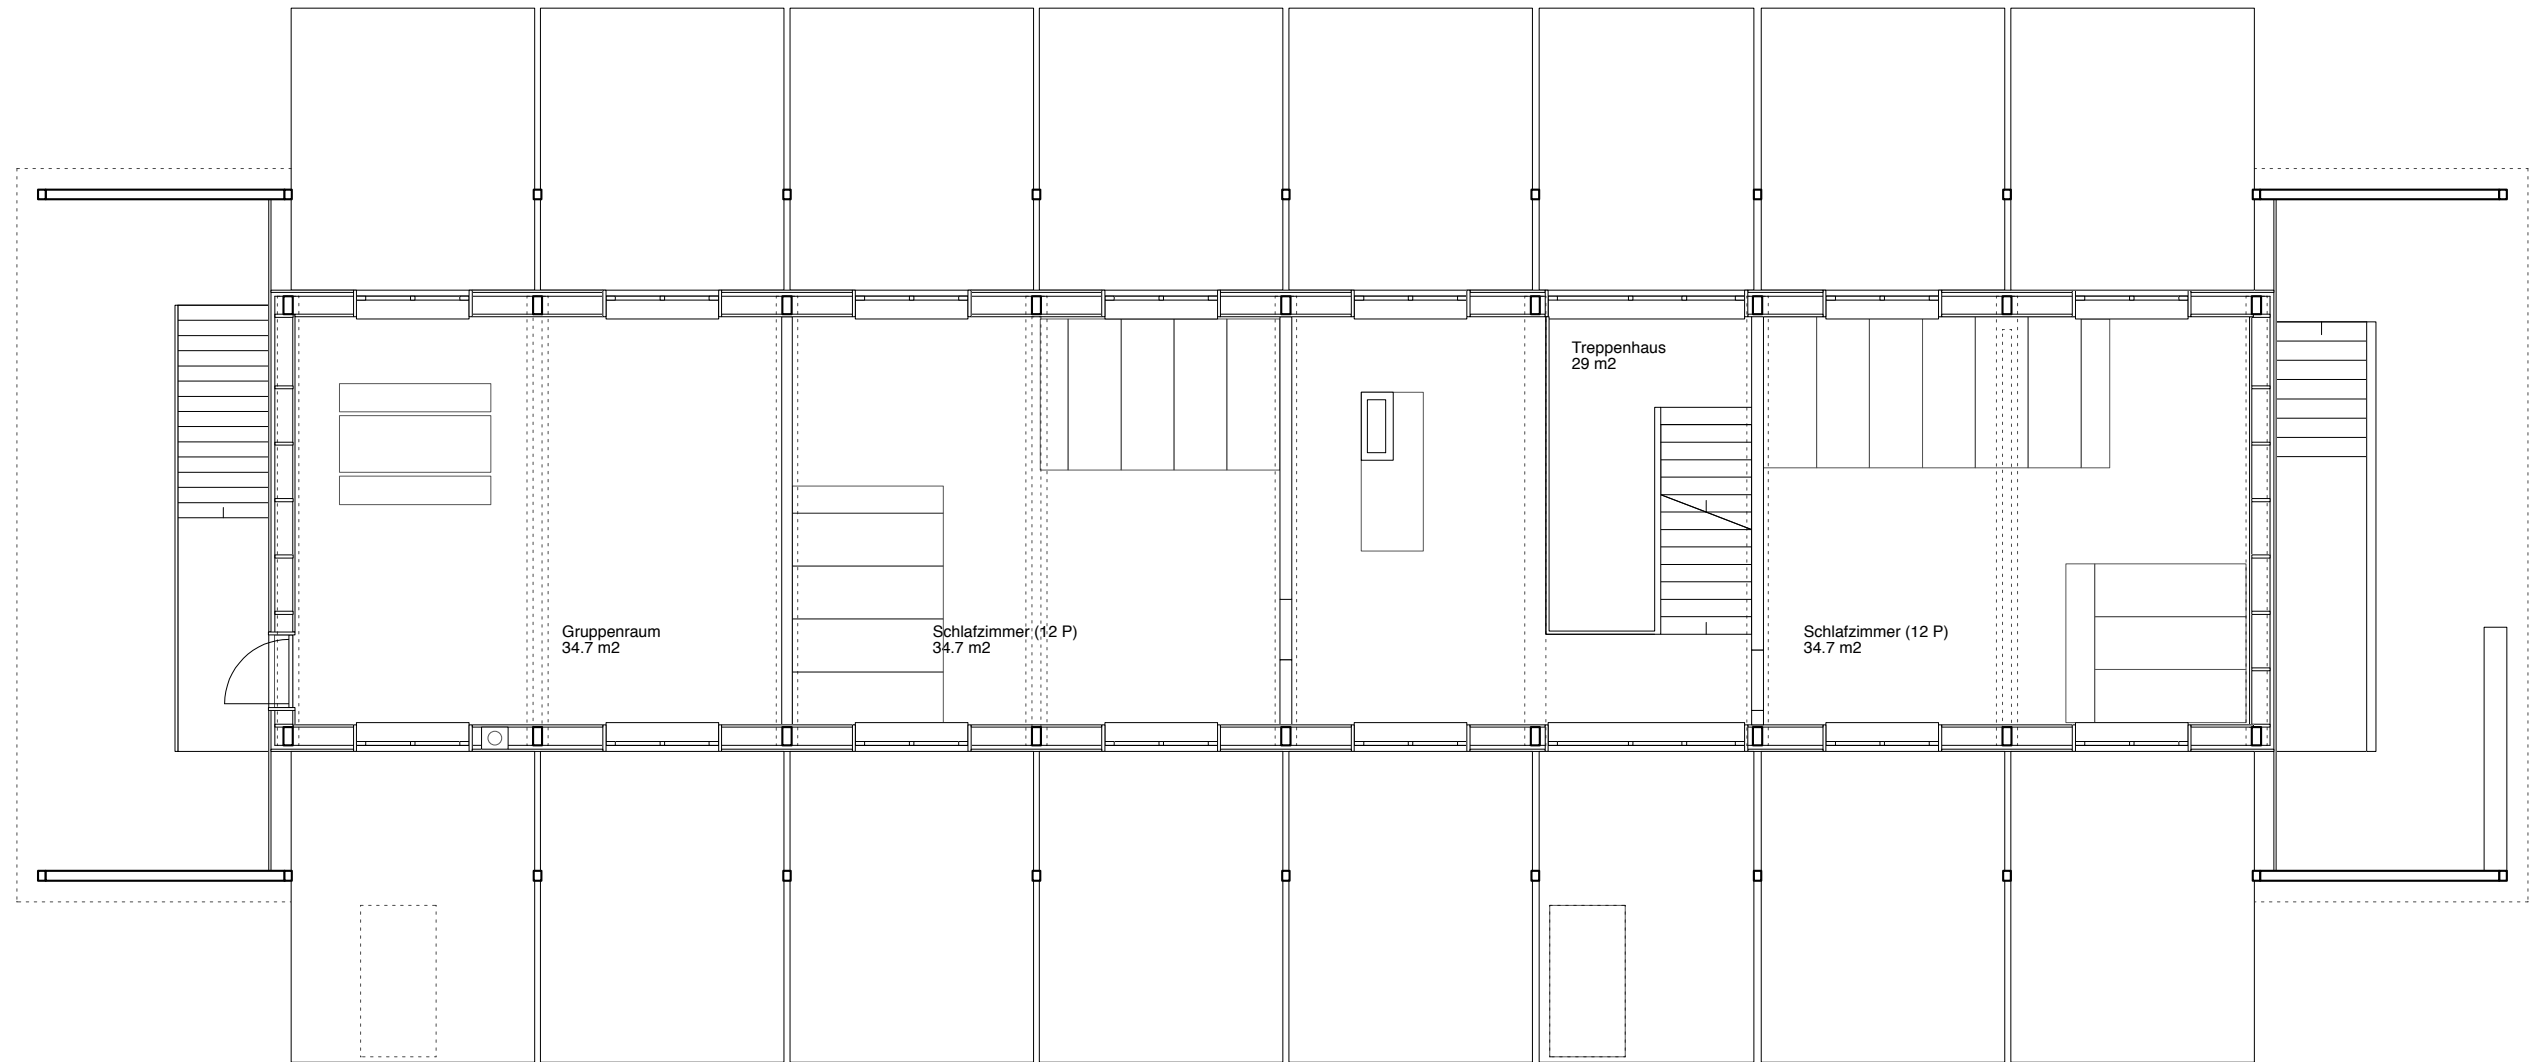 Treppenhaus
29 m2
Gruppenraum
34.7 m2
Schlafzimmer (12 P)
34.7 m2
Schlafzimmer (12 P)
34.7 m2